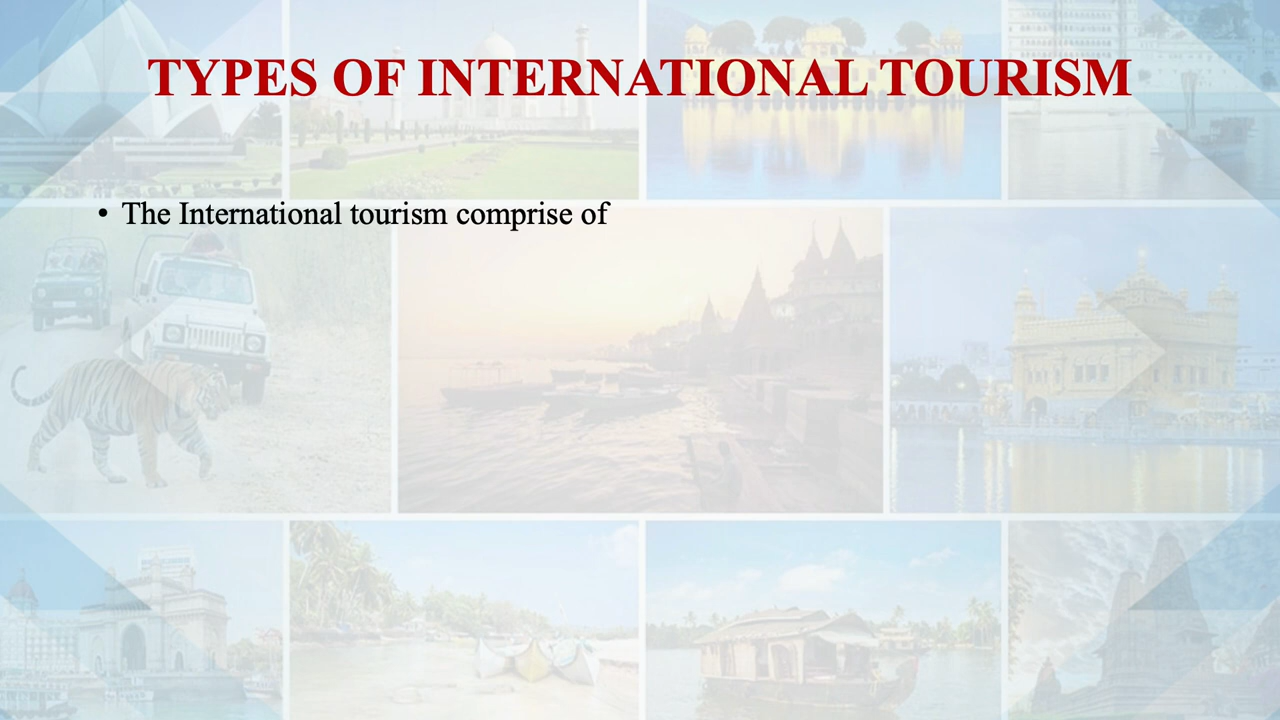 TYPES OF INTERNATIONAL TOURISM
• The International tourism comprise of